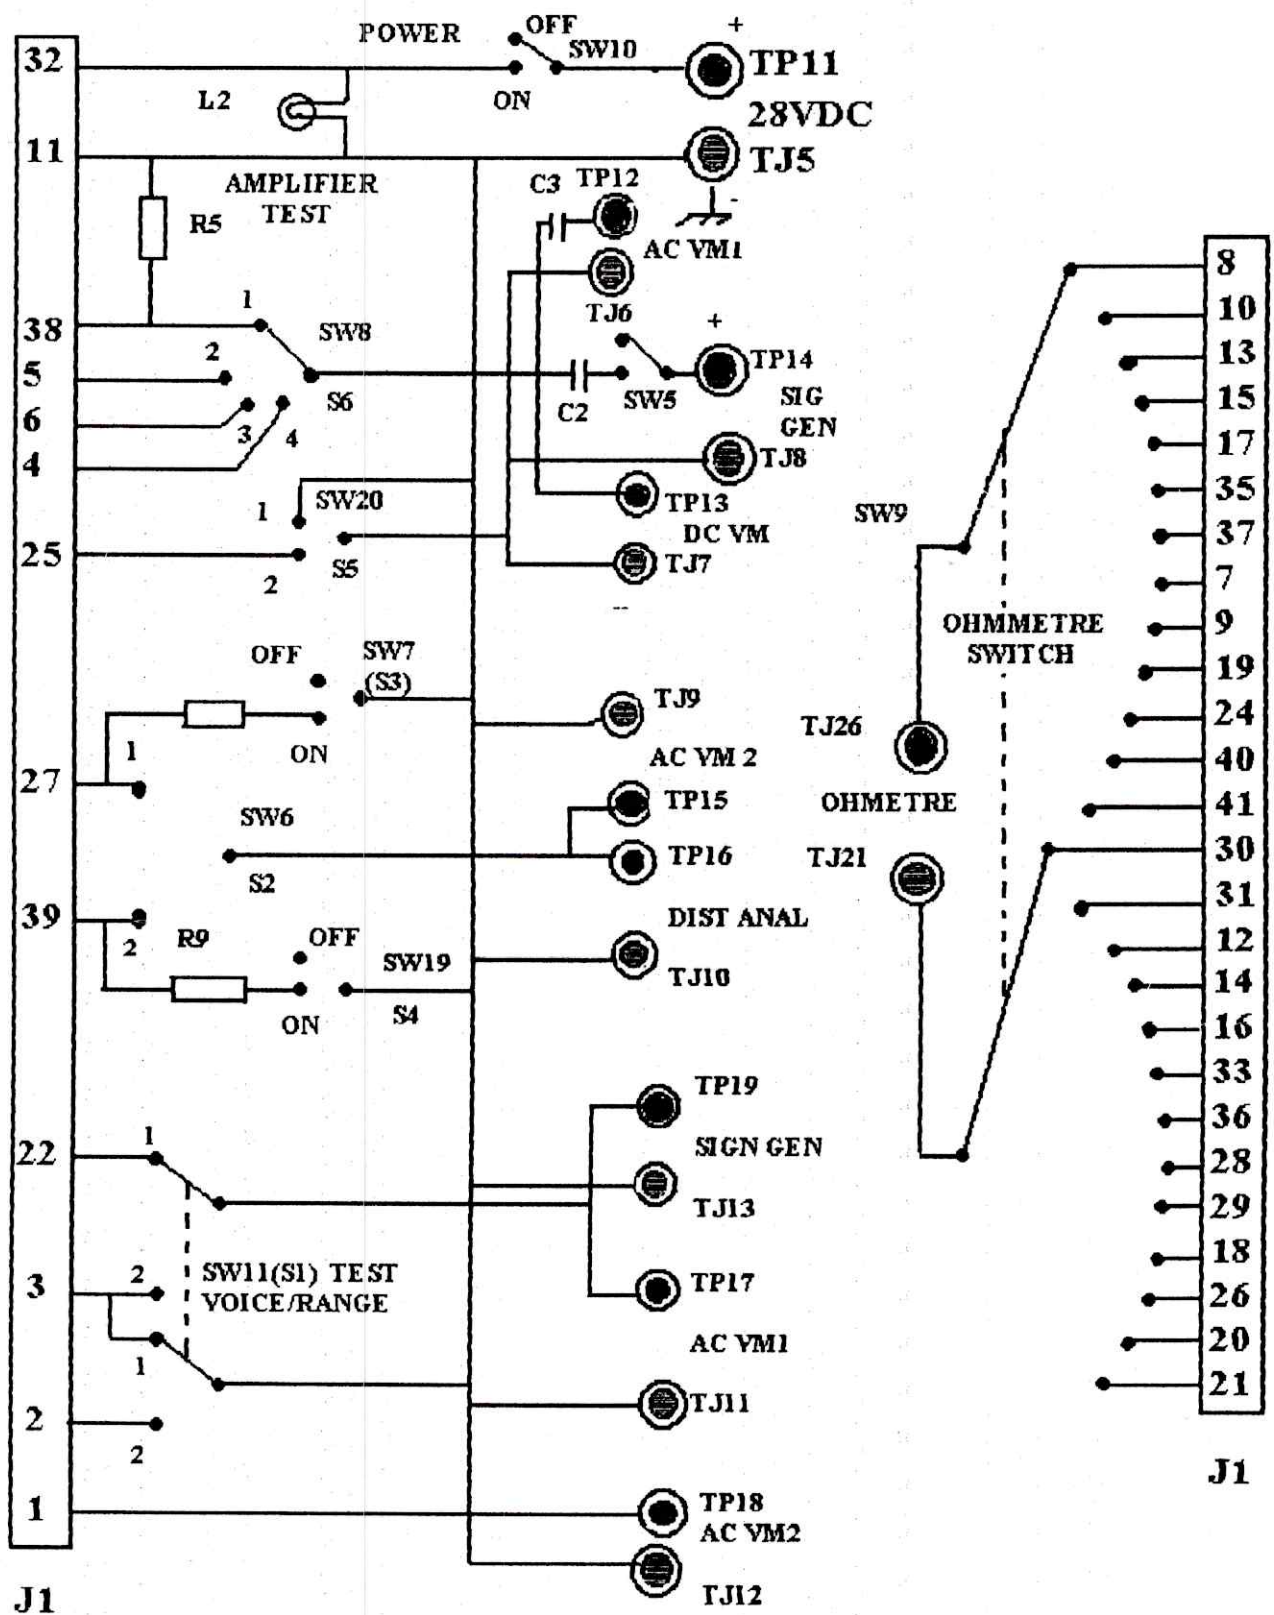 POWER
OFF
SW10
ON
+
TP11
28VDC
TJ5
-
32
L2
11
AMPLIFIER
TEST
R5
C3
TP12
AC VM1
TJ6
38
1
SW8
2
5
6
3
4
4
S6
C2
SW5
+
TP14
SIG
GEN
TJ8
1
SW20
25
2
S5
TP13
DC VM
TJ7
--
OFF
SW7
(S3)
ON
1
27
TJ9
AC VM 2
TP15
SW6
S2
TP16
39
2
R9
OFF
SW19
ON
S4
DIST ANAL
TJ10
22
1
TP19
SIGN GEN
TJ13
3
2
SW11(S1) TEST
VOICE/RANGE
1
TP17
AC VM1
2
2
TJ11
1
TP18
AC VM2
TJ12
J1
SW9
OHMMETRE
SWITCH
TJ26
OHMETRE
TJ21
8
10
13
15
17
35
37
7
9
19
24
40
41
30
31
12
14
16
33
36
28
29
18
26
20
21
J1